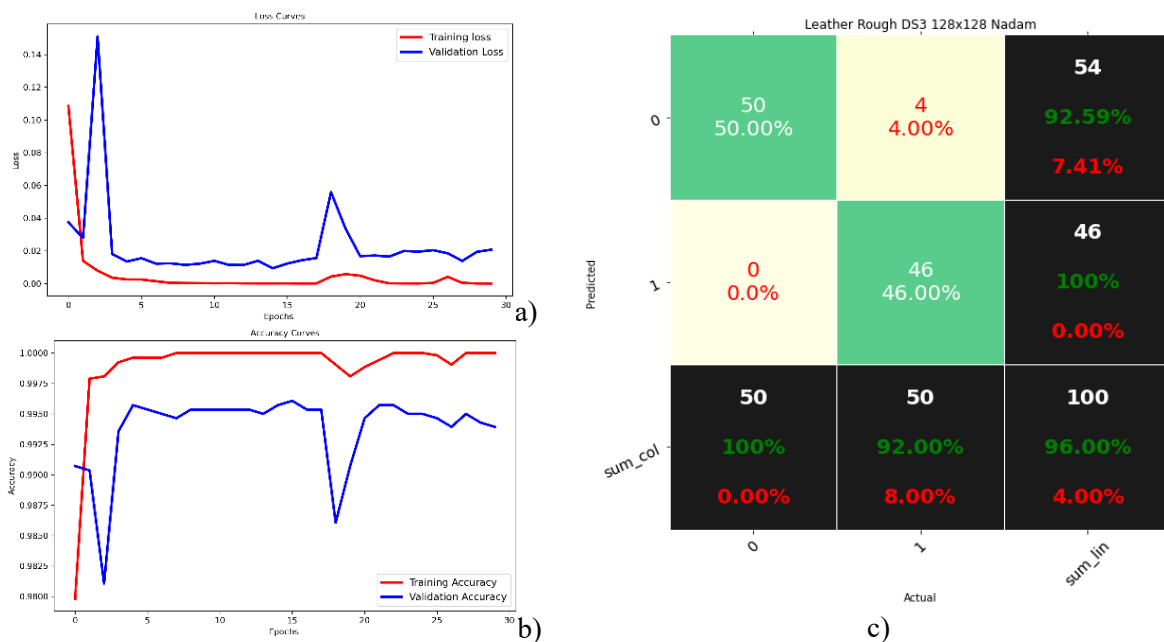 Loss Curves
Training loss
Validation Loss
0.14
0.12
0.10
0.08
0.06
0.04
0.02
0.00
Loss
0 5 10 15 20 25 30
Epochs
a)
Accuracy Curves
1.0000
0.9975
0.9950
0.9925
0.9900
0.9875
0.9850
0.9825
0.9800
Accuracy
Training Accuracy
Validation Accuracy
0 5 10 15 20 25 30
Epochs
b)
Leather Rough DS3 128x128 Nadam
Predicted
0
50
50.00%
4
4.00%
54
92.59%
7.41%
1
0
0.0%
46
46.00%
46
100%
0.00%
sum_col
50
100%
0.00%
50
92.00%
8.00%
100
96.00%
4.00%
0 1 sum_lin
Actual
c)